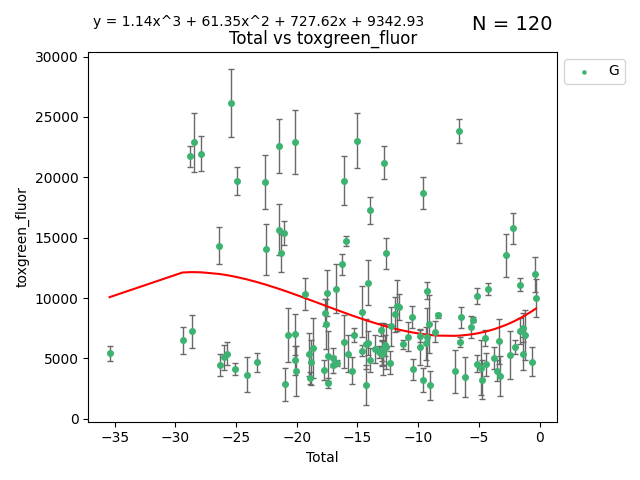 y = 1.14x^3 + 61.35x^2 + 727.62x + 9342.93
N = 120
Total vs toxgreen_fluor
G
toxgreen_fluor
30000
25000
20000
15000
10000
5000
0
−35 −30 −25 −20 −15 −10 −5 0
Total